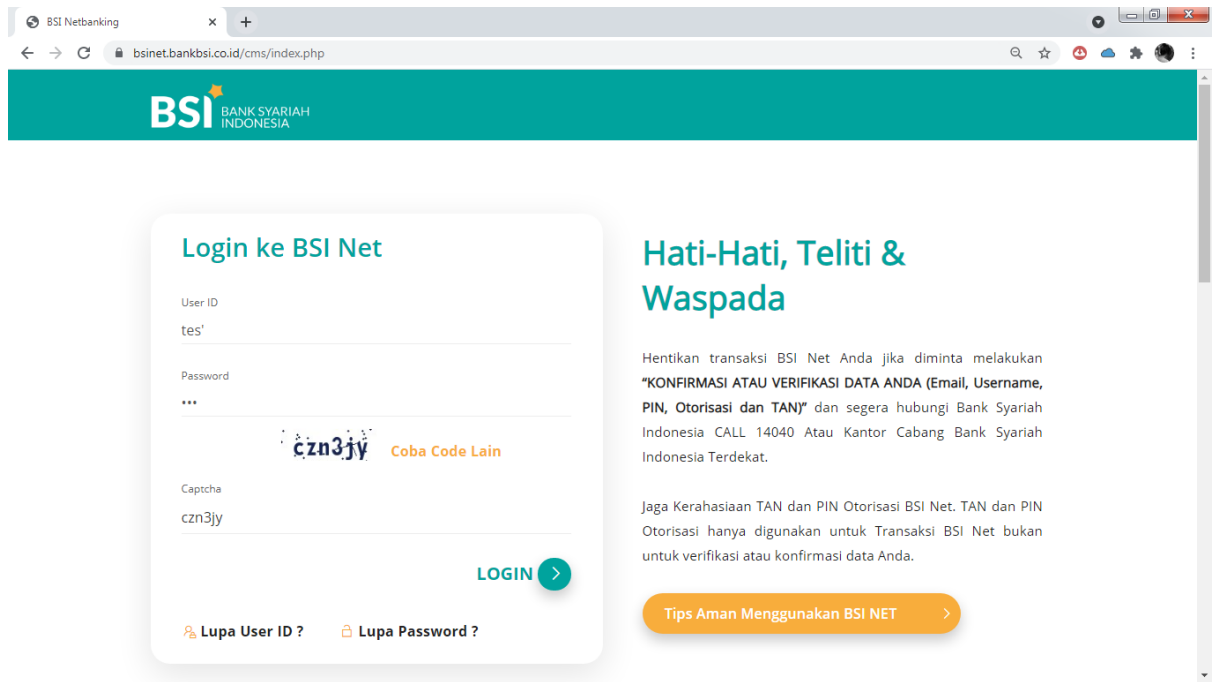 BSI Netbanking
bsinet.bankbsi.co.id/cms/index.php
BSI BANK SYARIAH
INDONESIA
Login ke BSI Net
User ID
tes'
Password
•••
czn3jy Coba Code Lain
Captcha
czn3jy
LOGIN
Lupa User ID ? Lupa Password ?
Hati-Hati, Teliti &
Waspada
Hentikan transaksi BSI Net Anda jika diminta melakukan
“KONFIRMASI ATAU VERIFIKASI DATA ANDA (Email, Username,
PIN, Otorisasi dan TAN)” dan segera hubungi Bank Syariah
Indonesia CALL 14040 Atau Kantor Cabang Bank Syariah
Indonesia Terdekat.
Jaga Kerahasiaan TAN dan PIN Otorisasi BSI Net. TAN dan PIN
Otorisasi hanya digunakan untuk Transaksi BSI Net bukan
untuk verifikasi atau konfirmasi data Anda.
Tips Aman Menggunakan BSI NET